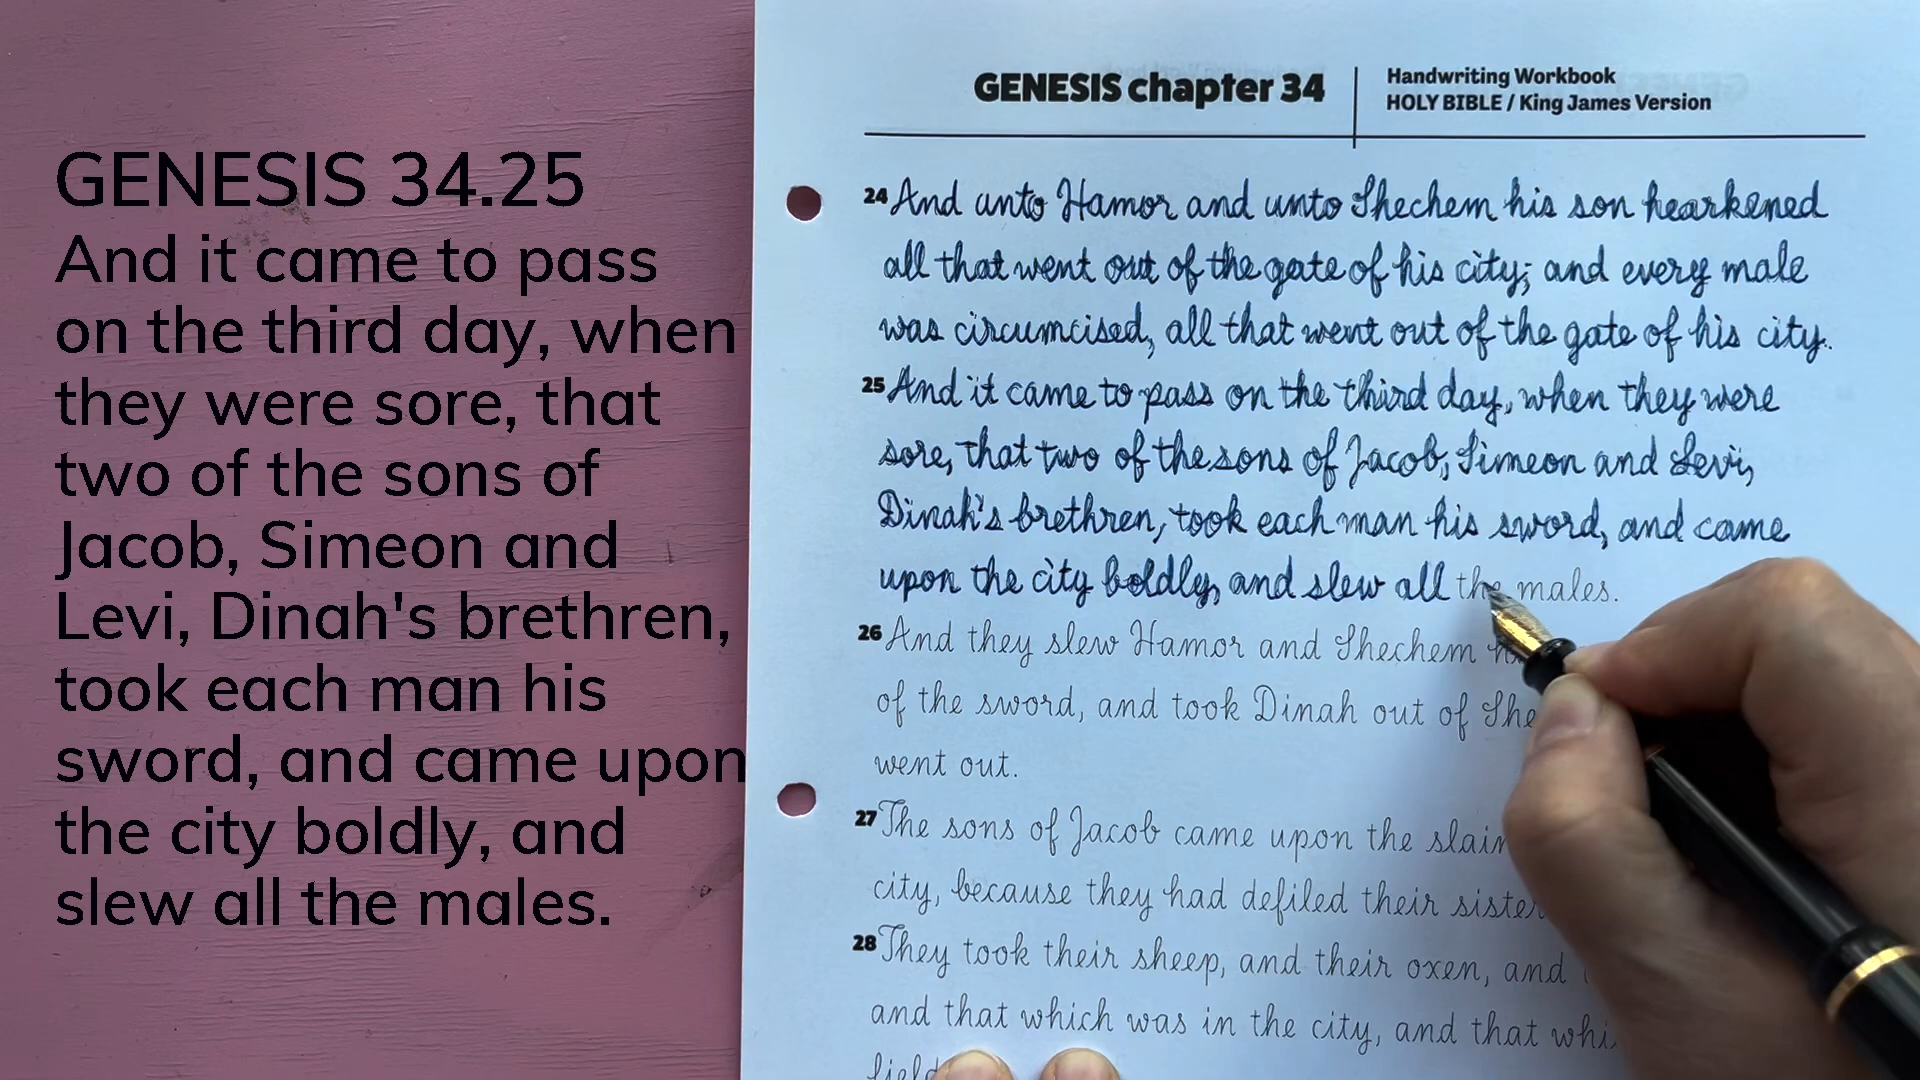 GENESIS 34.25
And it came to pass
on the third day, when
they were sore, that
two of the sons of
Jacob, Simeon and
Levi, Dinah's brethren,
took each man his
sword, and came upon
the city boldly, and
slew all the males.
GENESIS chapter 34
Handwriting Workbook
HOLY BIBLE / King James Version
24 And unto Hamor and unto Shechem his son hearkened
all that went out of the gate of his city; and every male
was circumcised, all that went out of the gate of his city.
25 And it came to pass on the third day, when they were
sore, that two of the sons of Jacob, Simeon and Levi,
Dinah's brethren, took each man his sword, and came
upon the city boldly, and slew all the males.
26 And they slew Hamor and Shechem
of the sword, and took Dinah out of
went out.
27 The sons of Jacob came upon the
city, because they had defiled their
28 They took their sheep, and their oxen, and
and that which was in the city, and that